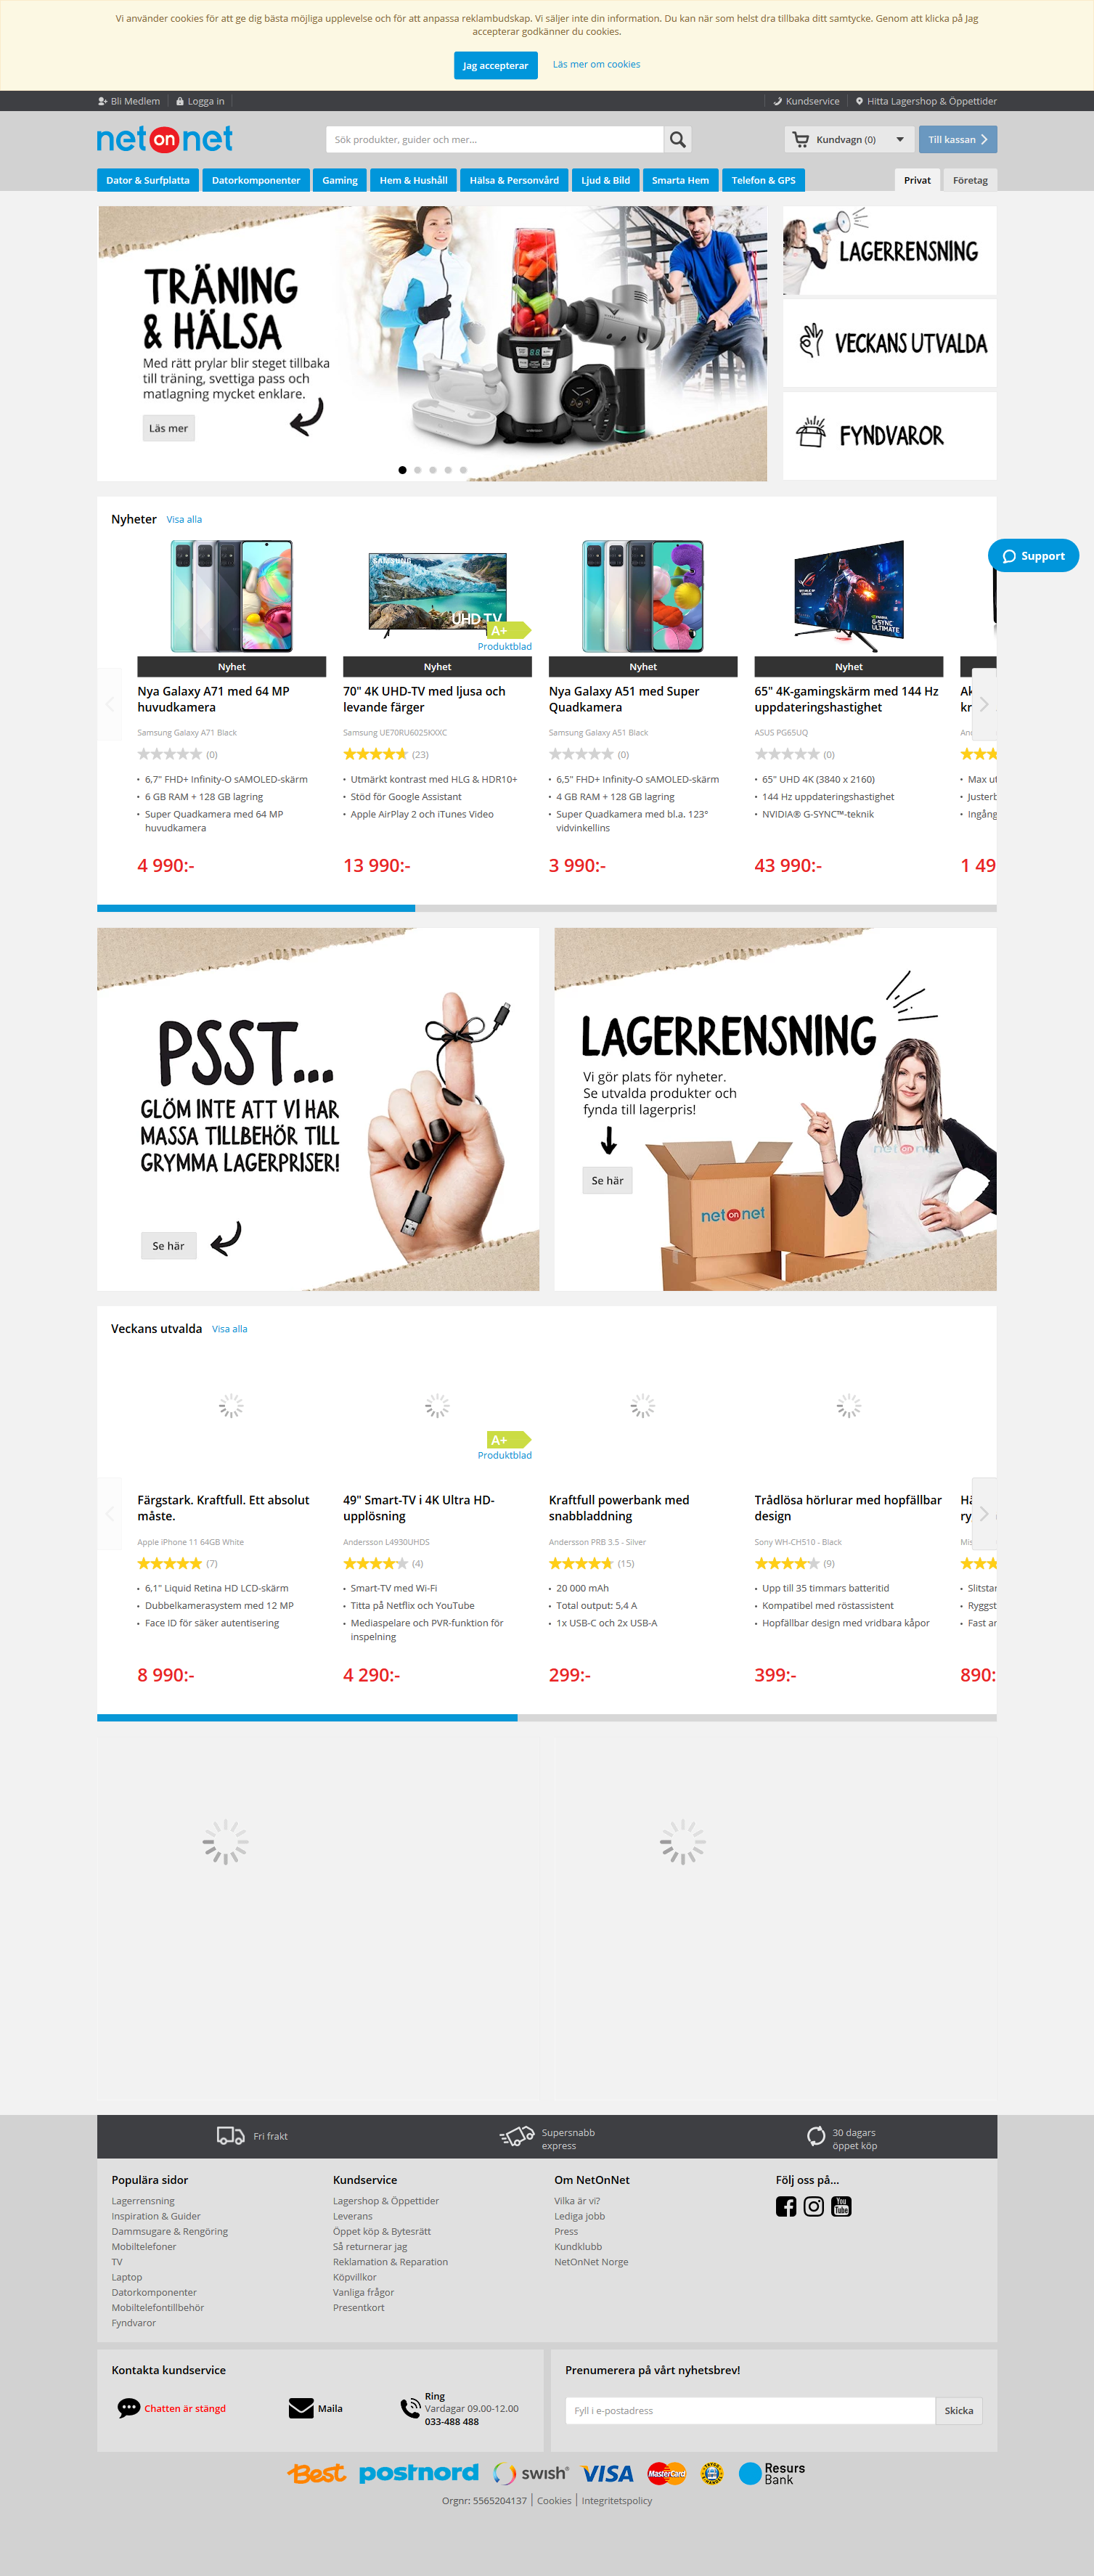 Vi använder cookies för att ge dig bästa möjliga upplevelse och för att anpassa reklambudskap. Vi säljer inte din information. Du kan när som helst dra tillbaka ditt samtycke. Genom att klicka på Jag
accepterar godkänner du cookies.
Jag accepterar
Läs mer om cookies
Bli Medlem
Logga in
Kundservice
Hitta Lagershop & Öppettider
netonnet
Sök produkter, guider och mer...
Kundvagn (0)
Till kassan
Dator & Surfplatta
Datorkomponenter
Gaming
Hem & Hushåll
Hälsa & Personvård
Ljud & Bild
Smarta Hem
Telefon & GPS
Privat
Företag
TRÄNING
& HÄLSA
Med rätt prylar blir steget tillbaka
till träning, svettiga pass och
matlagning mycket enklare.
Läs mer
LAGERRENSNING
VECKANS UTVALDA
FYNDVAROR
Nyheter
Visa alla
Support
SAMSUNG
UHD TV
A+
Produktblad
NVIDIA
G-SYNC
ULTIMATE
Nyhet
Nyhet
Nyhet
Nyhet
Nya Galaxy A71 med 64 MP
huvudkamera
Samsung Galaxy A71 Black
(0)
6,7" FHD+ Infinity-O sAMOLED-skärm
6 GB RAM + 128 GB lagring
Super Quadkamera med 64 MP
huvudkamera
4 990:-
70" 4K UHD-TV med ljusa och
levande färger
Samsung UE70RU6025KXXC
(23)
Utmärkt kontrast med HLG & HDR10+
Stöd för Google Assistant
Apple AirPlay 2 och iTunes Video
13 990:-
Nya Galaxy A51 med Super
Quadkamera
Samsung Galaxy A51 Black
(0)
6,5" FHD+ Infinity-O sAMOLED-skärm
4 GB RAM + 128 GB lagring
Super Quadkamera med bl.a. 123°
vidvinkellins
3 990:-
65" 4K-gamingskärm med 144 Hz
uppdateringshastighet
ASUS PG65UQ
(0)
65" UHD 4K (3840 x 2160)
144 Hz uppdateringshastighet
NVIDIA® G-SYNC™-teknik
43 990:-
Ak
kr
An
Max ut
Justerb
Ingång
1 49
PSST...
GLÖM INTE ATT VI HAR
MASSA TILLBEHÖR TILL
GRYMMA LAGERPRISER!
Se här
LAGERRENSNING
Vi gör plats för nyheter.
Se utvalda produkter och
fynda till lagerpris!
Se här
netonnet
netonnet
Veckans utvalda
Visa alla
A+
Produktblad
Färgstark. Kraftfull. Ett absolut
måste.
Apple iPhone 11 64GB White
(7)
6,1" Liquid Retina HD LCD-skärm
Dubbelkamerasystem med 12 MP
Face ID för säker autentisering
8 990:-
49" Smart-TV i 4K Ultra HD-
upplösning
Andersson L4930UHDS
(4)
Smart-TV med Wi-Fi
Titta på Netflix och YouTube
Mediaspelare och PVR-funktion för
inspelning
4 290:-
Kraftfull powerbank med
snabbladdning
Andersson PRB 3.5 - Silver
(15)
20 000 mAh
Total output: 5,4 A
1x USB-C och 2x USB-A
299:-
Trådlösa hörlurar med hopfällbar
design
Sony WH-CH510 - Black
(9)
Upp till 35 timmars batteritid
Kompatibel med röstassistent
Hopfällbar design med vridbara kåpor
399:-
Hä
ry
Mis
Slitstar
Ryggst
Fast ar
890:
Fri frakt
Supersnabb
express
30 dagars
öppet köp
Populära sidor
Lagerrensning
Inspiration & Guider
Dammsugare & Rengöring
Mobiltelefoner
TV
Laptop
Datorkomponenter
Mobiltelefontillbehör
Fyndvaror
Kundservice
Lagershop & Öppettider
Leverans
Öppet köp & Bytesrätt
Så returnerar jag
Reklamation & Reparation
Köpvillkor
Vanliga frågor
Presentkort
Om NetOnNet
Vilka är vi?
Lediga jobb
Press
Kundklubb
NetOnNet Norge
Följ oss på...
You
Tube
Kontakta kundservice
Chatten är stängd
Maila
Ring
Vardagar 09.00-12.00
033-488 488
Prenumerera på vårt nyhetsbrev!
Fyll i e-postadress
Skicka
Best
postnord
swish
VISA
MasterCard
Resurs
Bank
Orgnr: 5565204137 | Cookies | Integritetspolicy